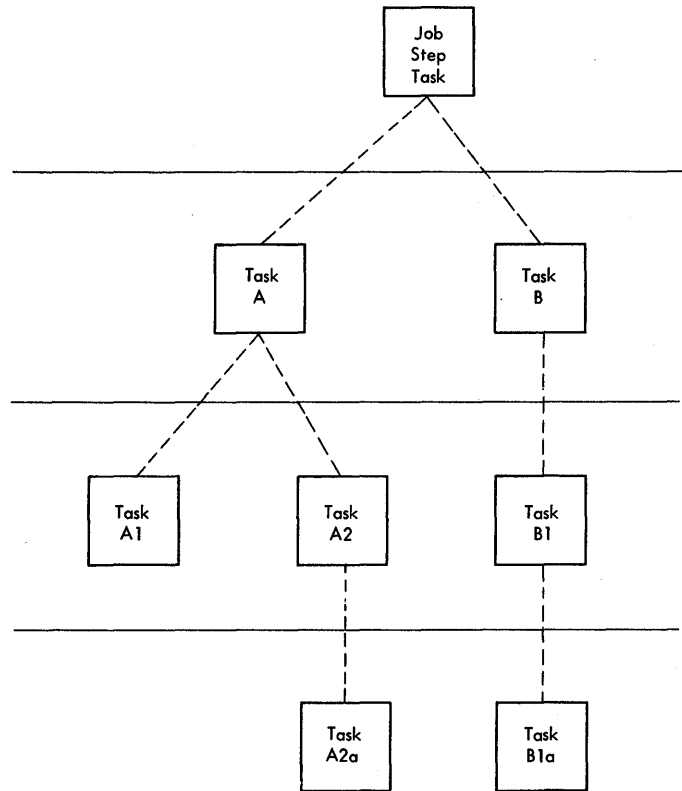 Job
Step
Task
Task
A
Task
B
Task
A1
Task
A2
Task
B1
Task
A2a
Task
B1a